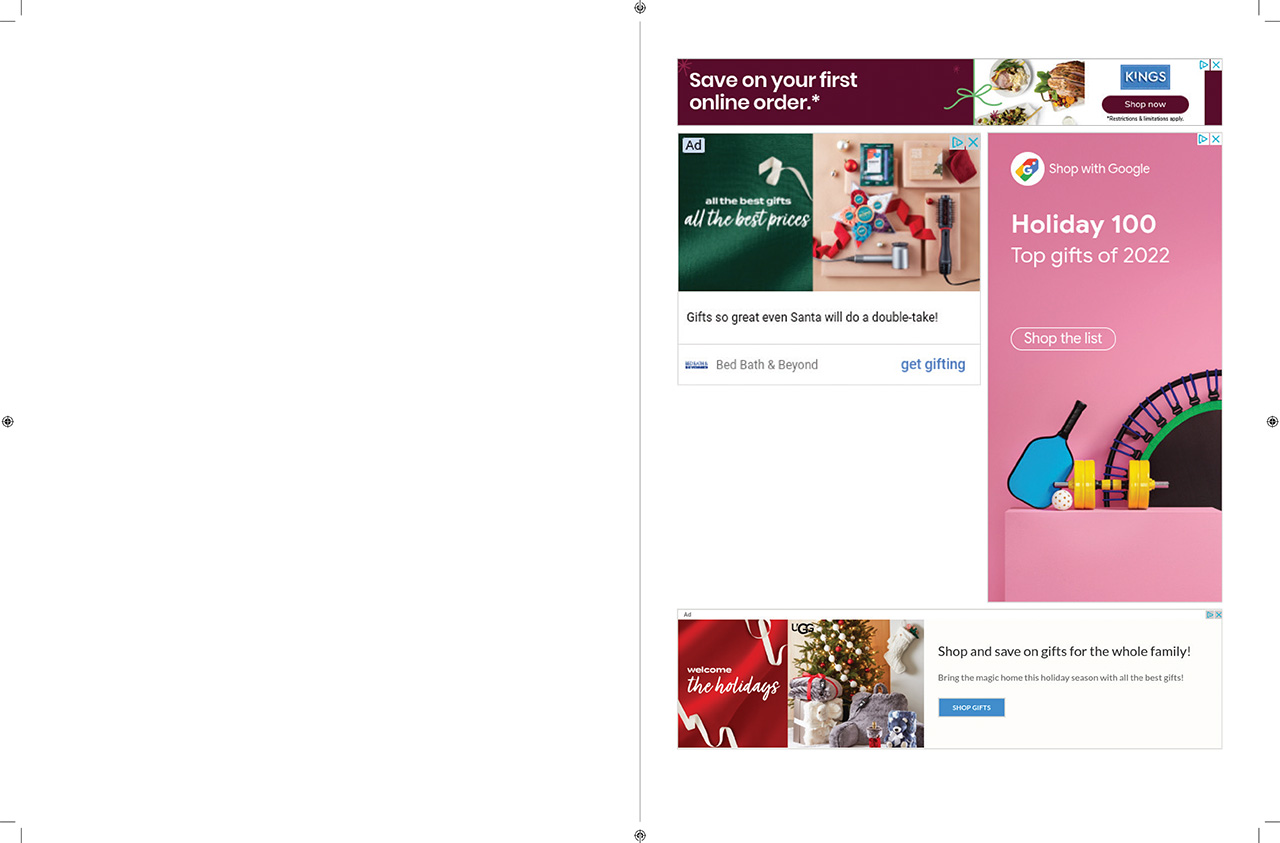 Save on your first
online order.*
KINGS
Shop now
*Restrictions & limitations apply.
Ad
all the best gifts
all the best prices
Gifts so great even Santa will do a double-take!
BED BATH &
BEYOND
Bed Bath & Beyond
get gifting
G
Shop with Google
Holiday 100
Top gifts of 2022
Shop the list
Ad
welcome
the holidays
UGG
Shop and save on gifts for the whole family!
Bring the magic home this holiday season with all the best gifts!
SHOP GIFTS